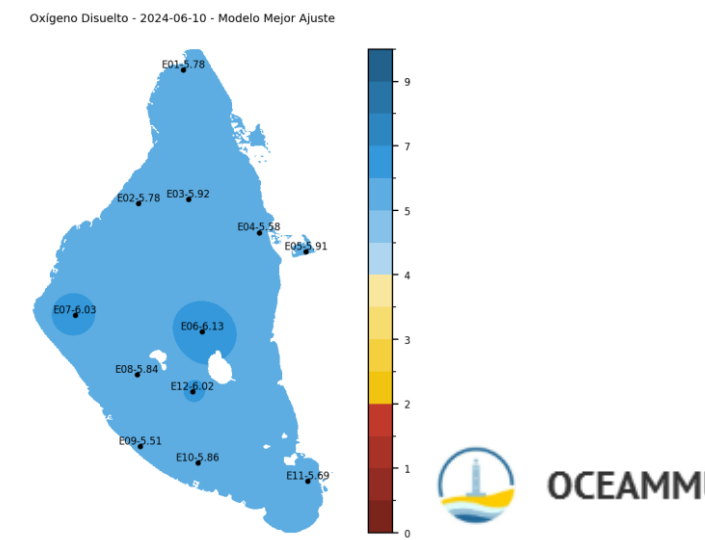 Oxígeno Disuelto - 2024-06-10 - Modelo Mejor Ajuste
E01-5.78
E02-5.78
E03-5.92
E04-5.58
E05-5.91
E07-6.03
E06-6.13
E08-5.84
E12-6.02
E09-5.51
E10-5.86
E11-5.69
9
7
6
5
4
3
2
1
0